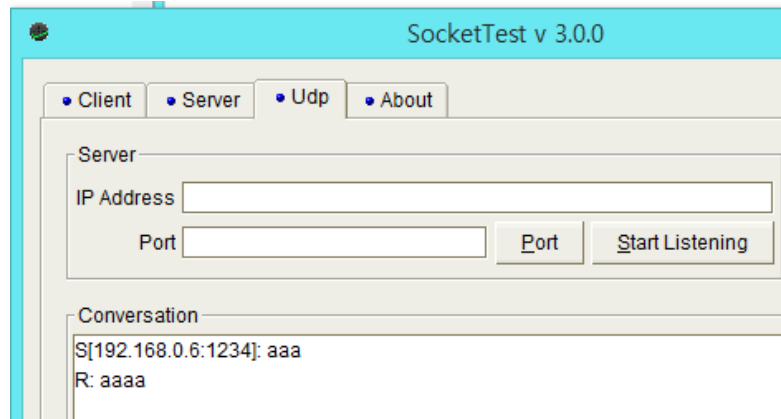 SocketTest v 3.0.0
Client Server Udp About
Server
IP Address
Port Port Start Listening
Conversation
S[192.168.0.6:1234]: aaa
R: aaaa